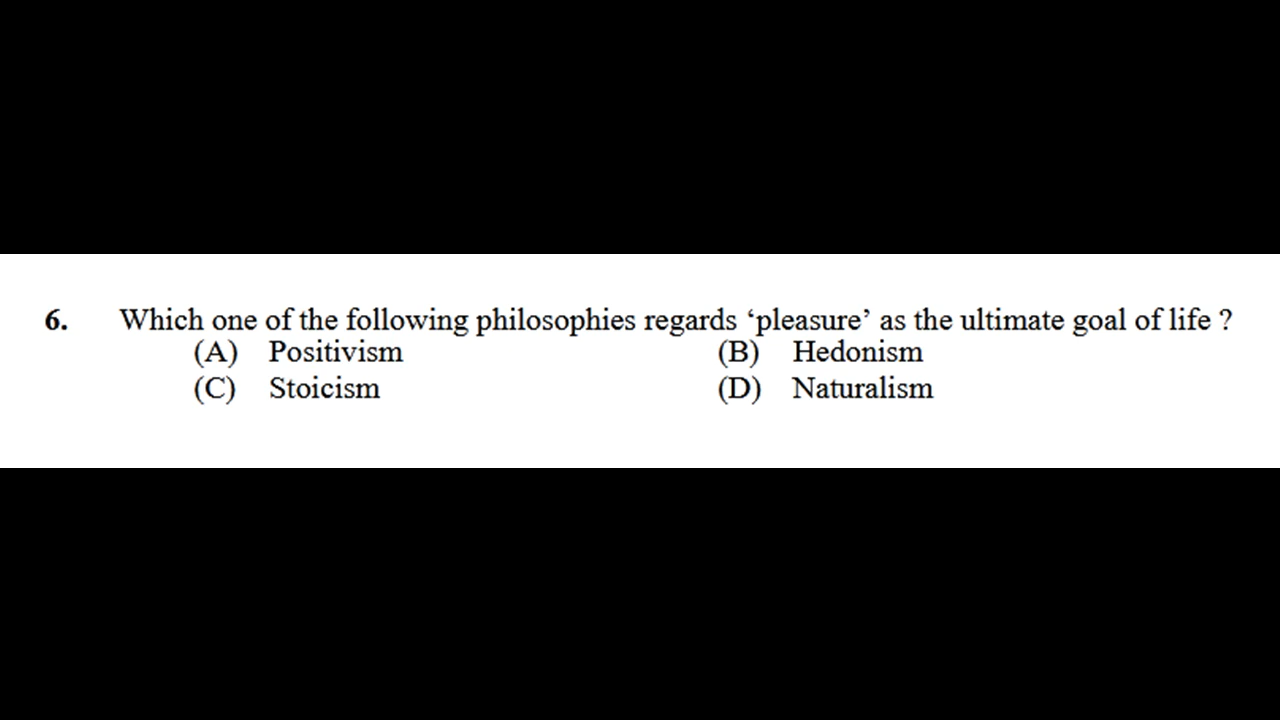 6. Which one of the following philosophies regards ‘pleasure’ as the ultimate goal of life ?
(A) Positivism (B) Hedonism
(C) Stoicism (D) Naturalism